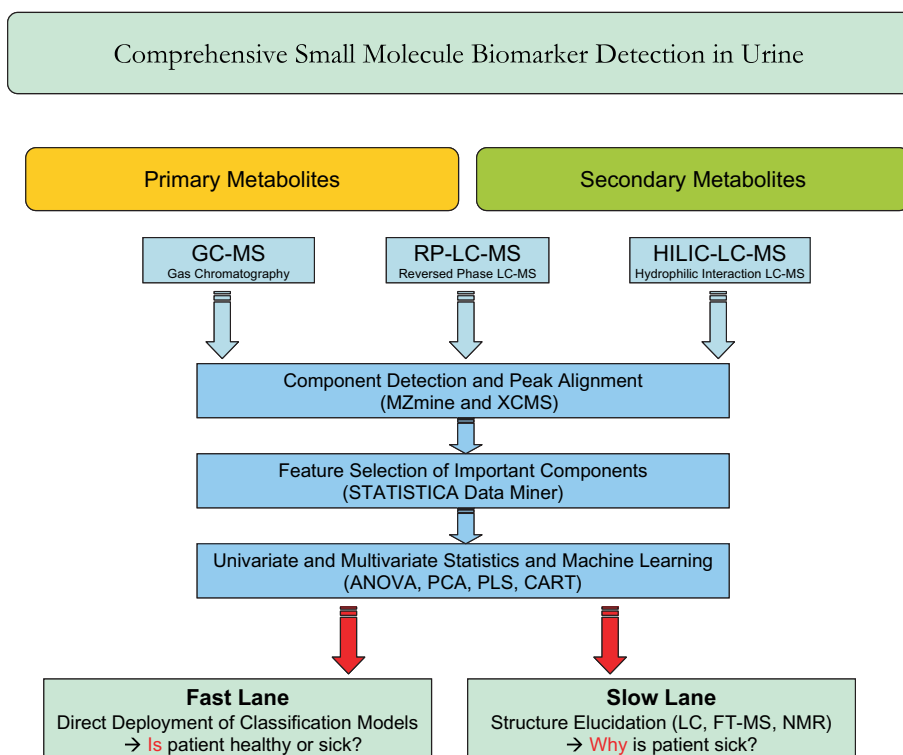 Comprehensive Small Molecule Biomarker Detection in Urine
Primary Metabolites
Secondary Metabolites
GC-MS
Gas Chromatography
RP-LC-MS
Reversed Phase LC-MS
HILIC-LC-MS
Hydrophilic Interaction LC-MS
Component Detection and Peak Alignment
(MZmine and XCMS)
Feature Selection of Important Components
(STATISTICA Data Miner)
Univariate and Multivariate Statistics and Machine Learning
(ANOVA, PCA, PLS, CART)
Fast Lane
Direct Deployment of Classification Models
→ Is patient healthy or sick?
Slow Lane
Structure Elucidation (LC, FT-MS, NMR)
→ Why is patient sick?